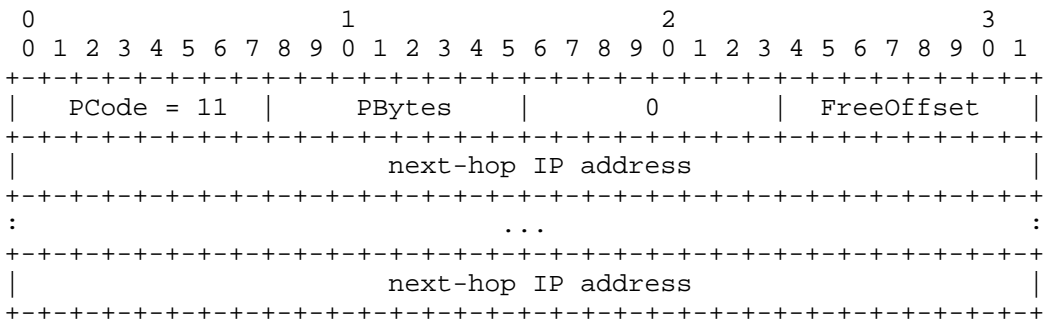 0                   1                   2                   3
 0 1 2 3 4 5 6 7 8 9 0 1 2 3 4 5 6 7 8 9 0 1 2 3 4 5 6 7 8 9 0 1
+-+-+-+-+-+-+-+-+-+-+-+-+-+-+-+-+-+-+-+-+-+-+-+-+-+-+-+-+-+-+-+-+
|   PCode = 11  |     PBytes    |       0       |  FreeOffset   |
+-+-+-+-+-+-+-+-+-+-+-+-+-+-+-+-+-+-+-+-+-+-+-+-+-+-+-+-+-+-+-+-+
|                       next-hop IP address                     |
+-+-+-+-+-+-+-+-+-+-+-+-+-+-+-+-+-+-+-+-+-+-+-+-+-+-+-+-+-+-+-+-+
:                              ...                              :
+-+-+-+-+-+-+-+-+-+-+-+-+-+-+-+-+-+-+-+-+-+-+-+-+-+-+-+-+-+-+-+-+
|                       next-hop IP address                     |
+-+-+-+-+-+-+-+-+-+-+-+-+-+-+-+-+-+-+-+-+-+-+-+-+-+-+-+-+-+-+-+-+